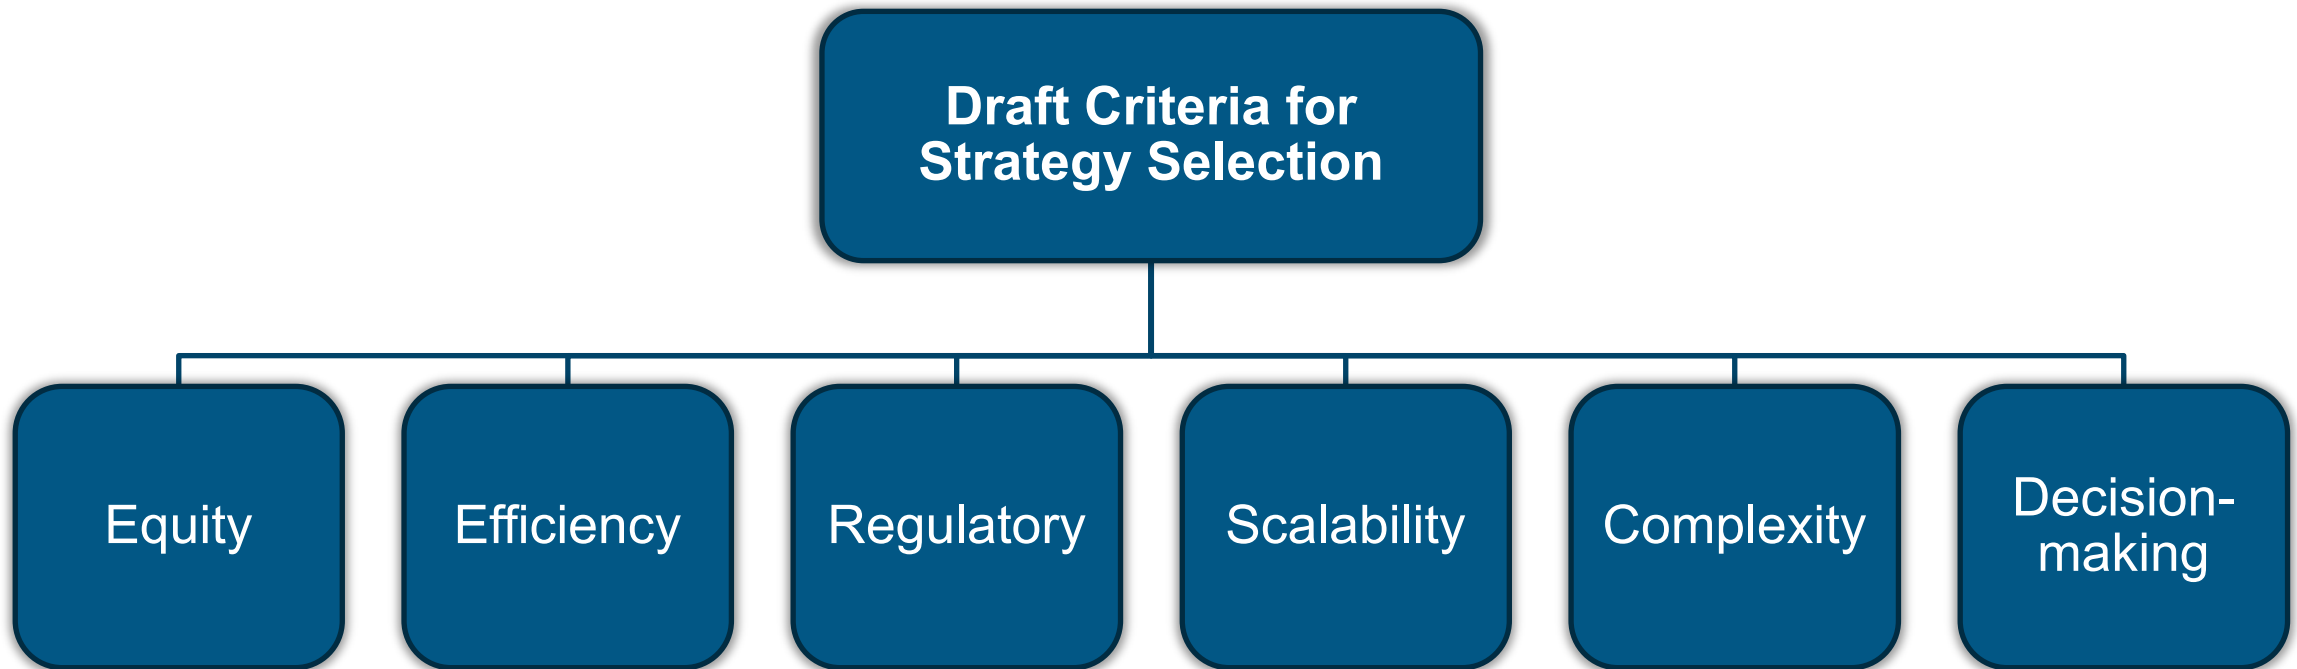 Draft Criteria for
Strategy Selection
Equity
Efficiency
Regulatory
Scalability
Complexity
Decision-
making